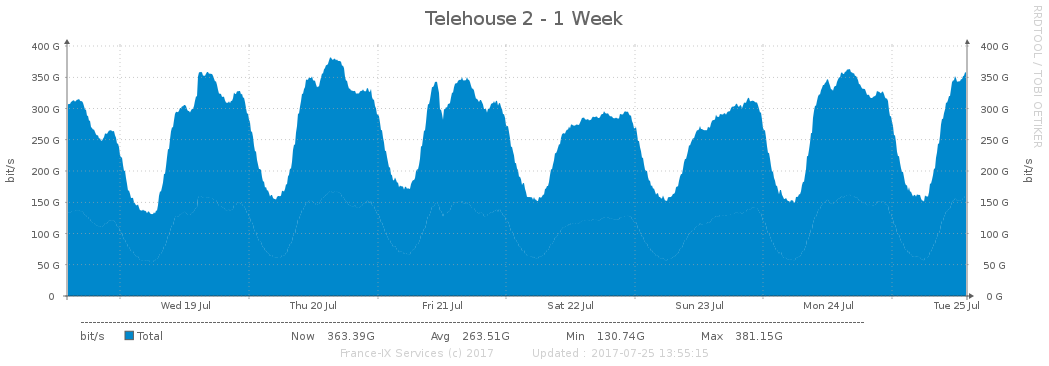 Telehouse 2 - 1 Week
RRDTOOL / TOBI OETIKER
400 G 400 G
350 G 350 G
300 G 300 G
250 G 250 G
200 G 200 G
150 G 150 G
100 G 100 G
50 G 50 G
0 0 G
bit/s
bit/s
Wed 19 Jul Thu 20 Jul Fri 21 Jul Sat 22 Jul Sun 23 Jul Mon 24 Jul Tue 25 Jul
bit/s Total Now 363.39G Avg 263.51G Min 130.74G Max 381.15G
France-IX Services (c) 2017 Updated : 2017-07-25 13:55:15